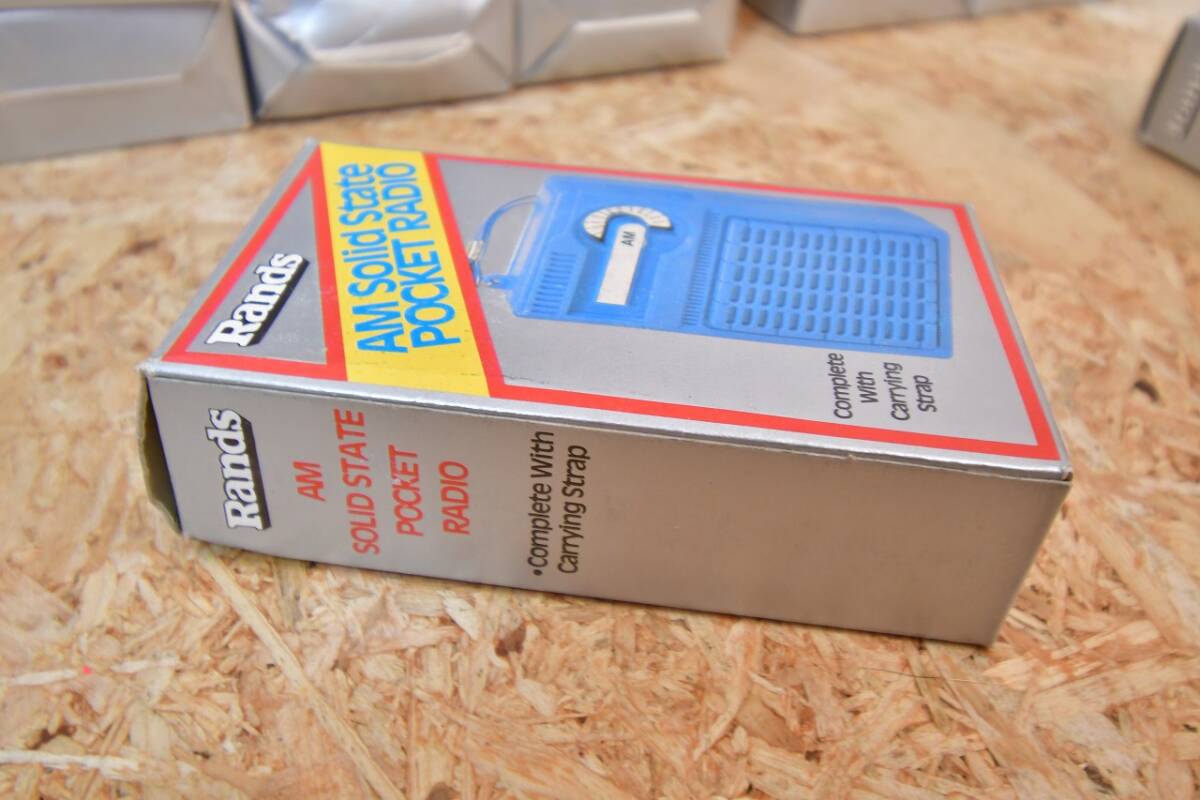 Rands
AM Solid State
POCKET RADIO
AM
Complete
With
Carrying
Strap
Rands
AM
SOLID STATE
POCKET
RADIO
•Complete With
Carrying Strap